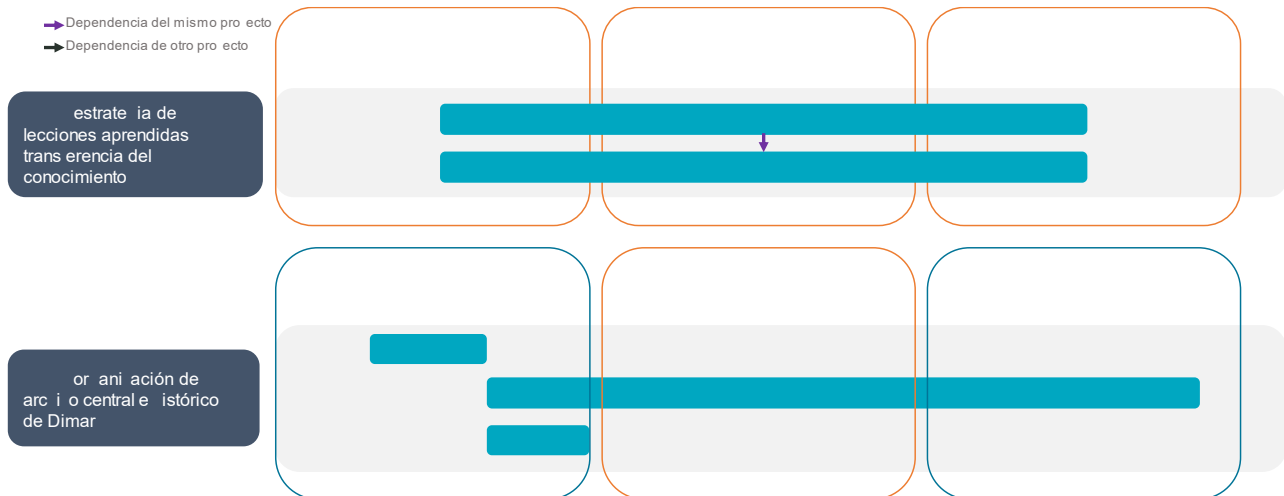 Dependencia del mismo pro ecto
Dependencia de otro pro ecto
estrate ia de
lecciones aprendidas
trans erencia del
conocimiento
or ani ación de
arc i o central e istórico
de Dimar